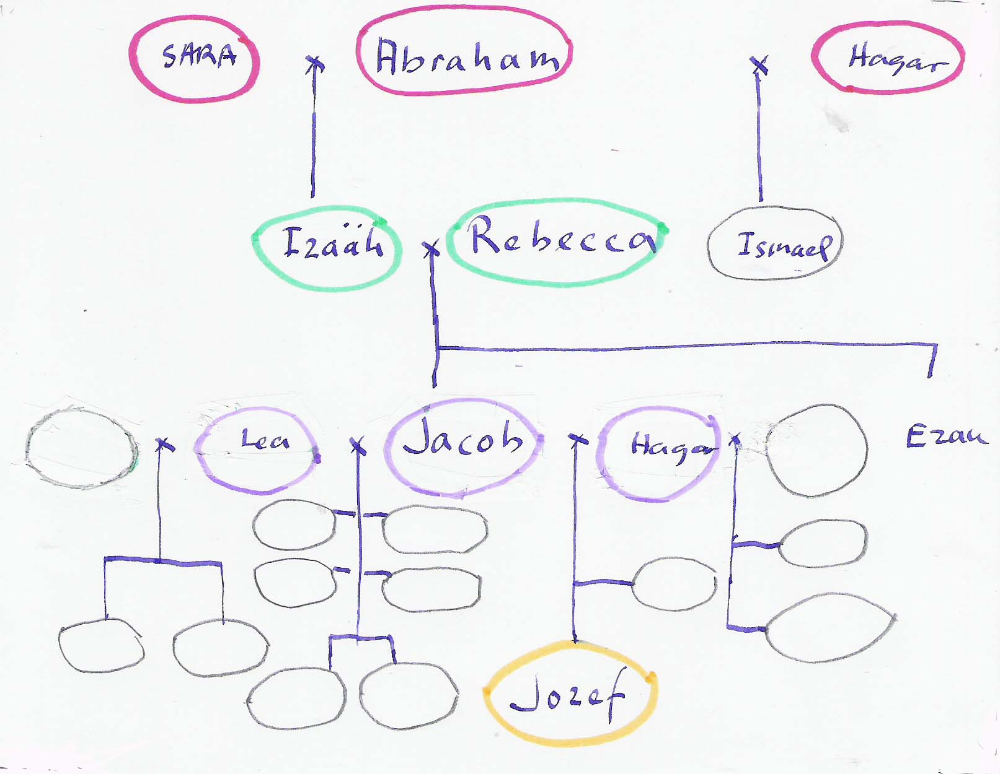 SARA
Abraham
Hagar
Izaäk
Rebecca
Ismael
Lea
Jacob
Hagar
Ezau
Jozef